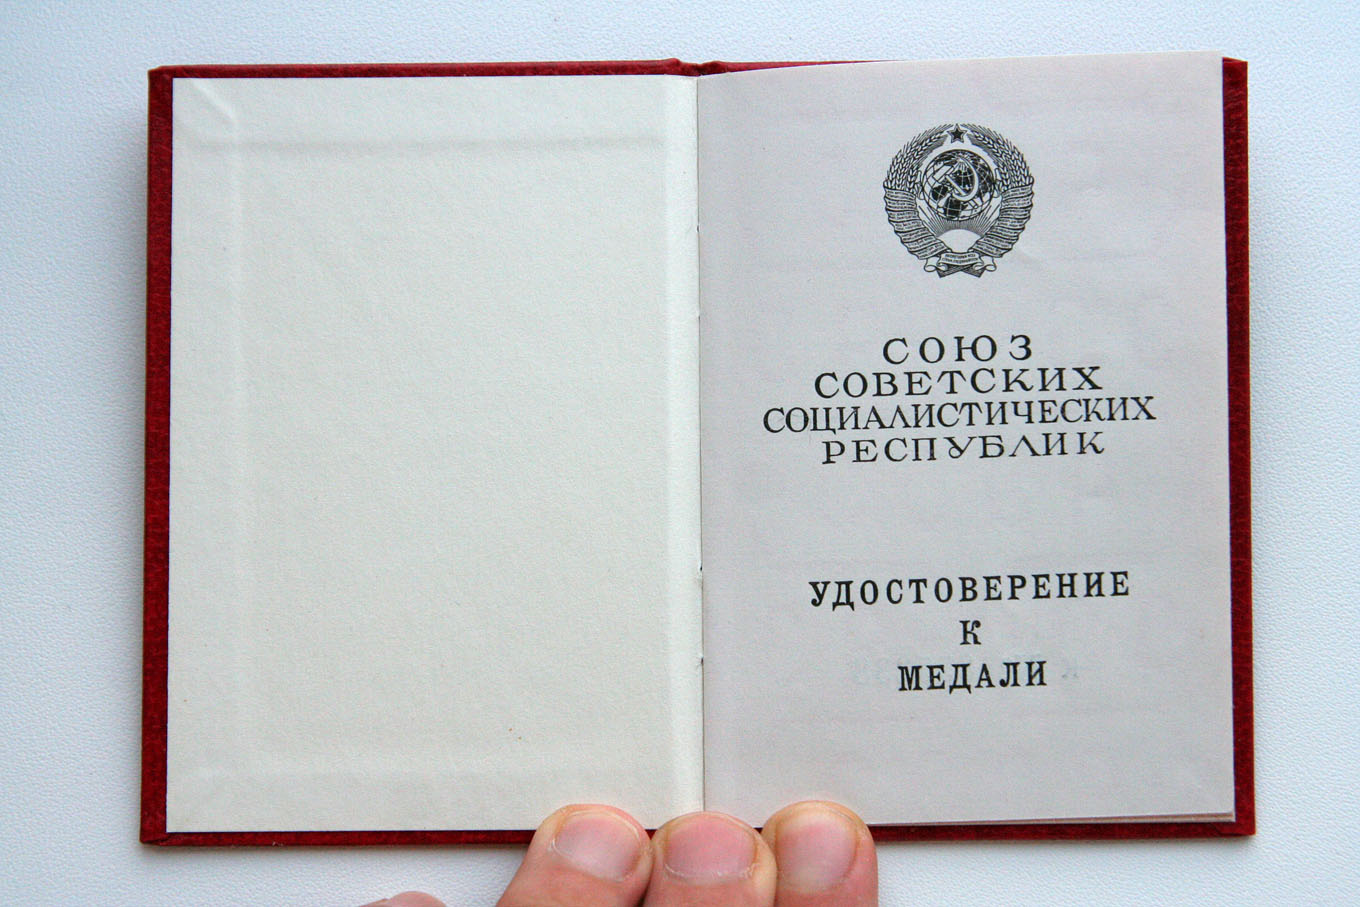 СОЮЗ
СОВЕТСКИХ
СОЦИАЛИСТИЧЕСКИХ
РЕСПУБЛИК
УДОСТОВЕРЕНИЕ
К
МЕДАЛИ